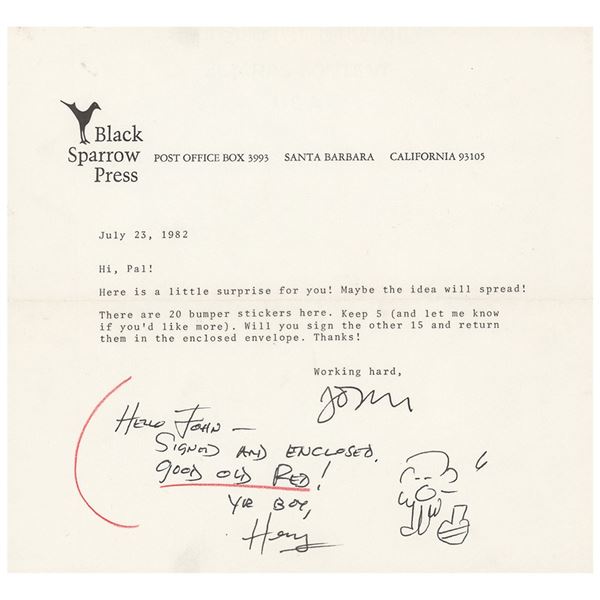 Black
Sparrow
Press
POST OFFICE BOX 3993 SANTA BARBARA CALIFORNIA 93105
July 23, 1982
Hi, Pal!
Here is a little surprise for you! Maybe the idea will spread!
There are 20 bumper stickers here. Keep 5 (and let me know
if you'd like more). Will you sign the other 15 and return
them in the enclosed envelope. Thanks!
Working hard,
John
Hello John —
Signed and enclosed.
Good old Red!
Yr boy,
Henry